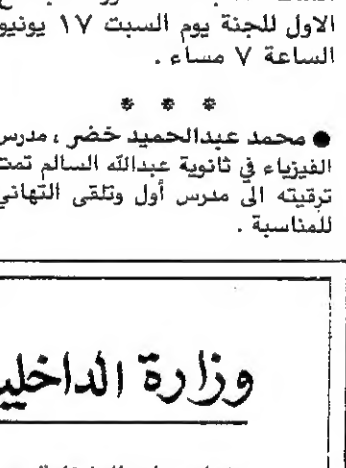 الاول للجنة يوم السبت ١٧ يونيو
الساعة ٧ مساء .
* * *
● محمد عبدالحميد خضر ، مدرس
الفيزياء في ثانوية عبدالله السالم تمت
ترقيته الى مدرس أول وتلقى التهاني
للمناسبة .
وزارة